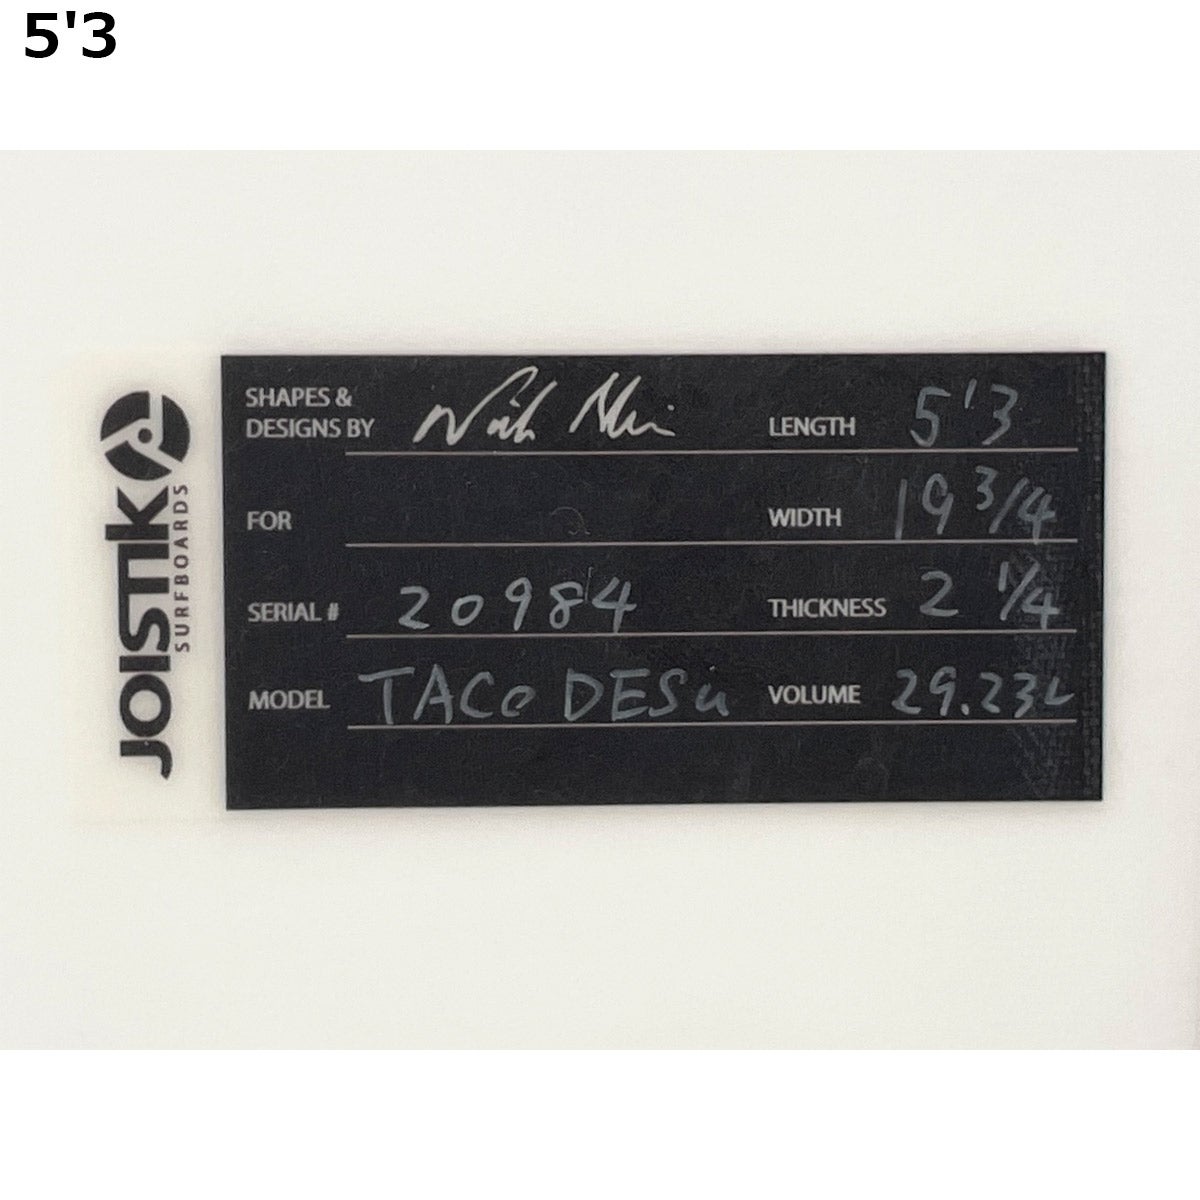 5'3
JOISTIK
SURFBOARDS
SHAPES &
DESIGNS BY
LENGTH 5'3
FOR
WIDTH 19 3/4
SERIAL # 20984
THICKNESS 2 1/4
MODEL TACo DESu
VOLUME 29.23L